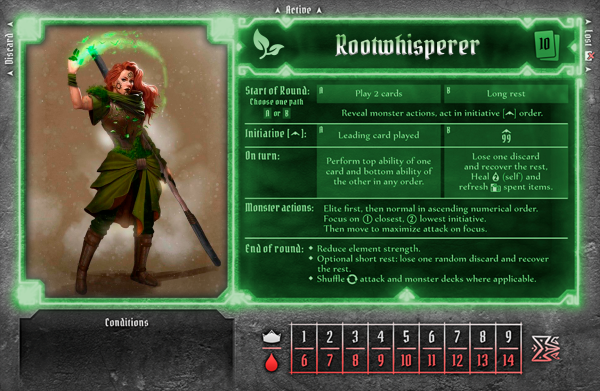 Active
Discard
Lost
Rootwhisperer
10
Start of Round:
Choose one path
A or B
A Play 2 cards
B Long rest
Reveal monster actions, act in initiative [ ] order.
Initiative [ ]:
A Leading card played
B 99
On turn:
Perform top ability of one
card and bottom ability of
the other in any order.
Lose one discard
and recover the rest.
Heal 2 (self) and
refresh spent items.
Monster actions:
Elite first, then normal in ascending numerical order.
Focus on ① closest, ② lowest initiative.
Then move to maximize attack on focus.
End of round:
• Reduce element strength.
• Optional short rest: lose one random discard and recover
the rest.
• Shuffle attack and monster decks where applicable.
Conditions
1 2 3 4 5 6 7 8 9
6 7 8 9 10 11 12 13 14